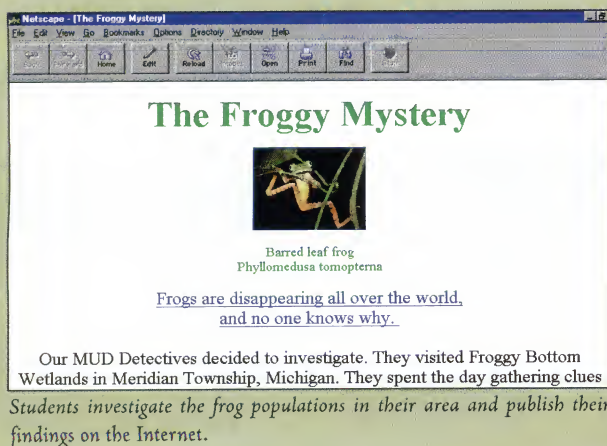 Netscape - [The Froggy Mystery]
File Edit View Go Bookmarks Options Directory Window Help
Home Edit Reload Open Print Find
The Froggy Mystery
Barred leaf frog
Phyllomedusa tomopterna
Frogs are disappearing all over the world,
and no one knows why.
Our MUD Detectives decided to investigate. They visited Froggy Bottom
Wetlands in Meridian Township, Michigan. They spent the day gathering clues
Students investigate the frog populations in their area and publish their
findings on the Internet.